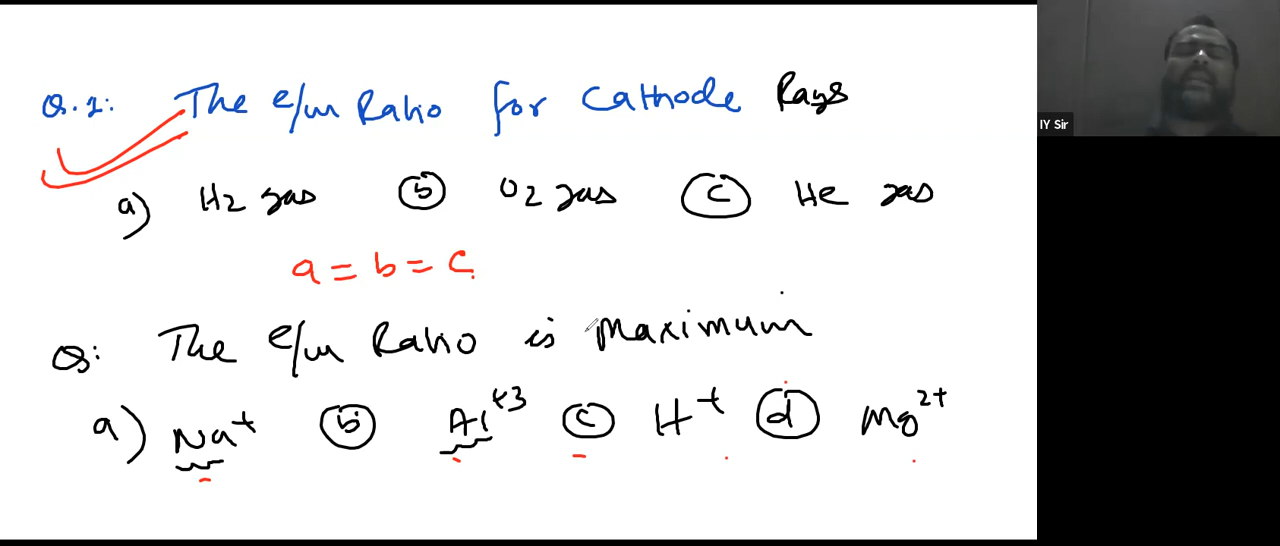 Q.1: The e/m Ratio for Cathode Rays
IY Sir
a) H2 gas (b) O2 gas (c) He gas
a = b = c
Q: The e/m Ratio is Maximum
a) Na+ (b) Al+3 (c) H+ (d) Mg2+